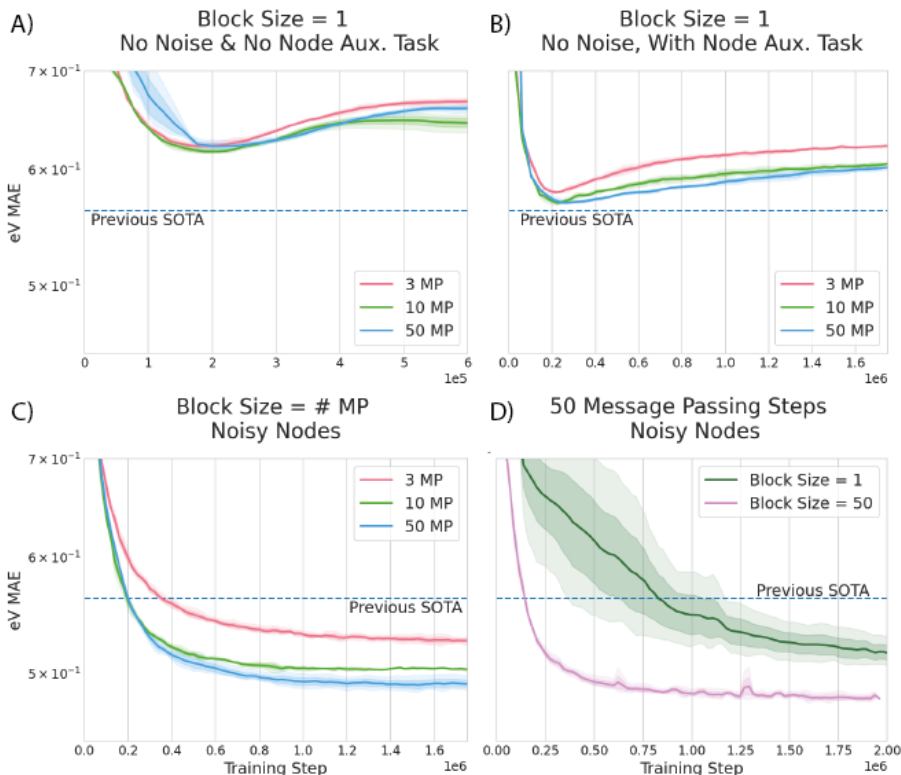 A)
Block Size = 1
No Noise & No Node Aux. Task
7 × 10⁻¹
6 × 10⁻¹
5 × 10⁻¹
eV MAE
Previous SOTA
3 MP
10 MP
50 MP
0 1 2 3 4 5 6
1e5
B)
Block Size = 1
No Noise, With Node Aux. Task
Previous SOTA
3 MP
10 MP
50 MP
0.0 0.2 0.4 0.6 0.8 1.0 1.2 1.4 1.6
1e6
C)
Block Size = # MP
Noisy Nodes
7 × 10⁻¹
6 × 10⁻¹
5 × 10⁻¹
eV MAE
3 MP
10 MP
50 MP
Previous SOTA
0.0 0.2 0.4 0.6 0.8 1.0 1.2 1.4 1.6
Training Step
1e6
D)
50 Message Passing Steps
Noisy Nodes
Block Size = 1
Block Size = 50
Previous SOTA
0.00 0.25 0.50 0.75 1.00 1.25 1.50 1.75 2.00
Training Step
1e6